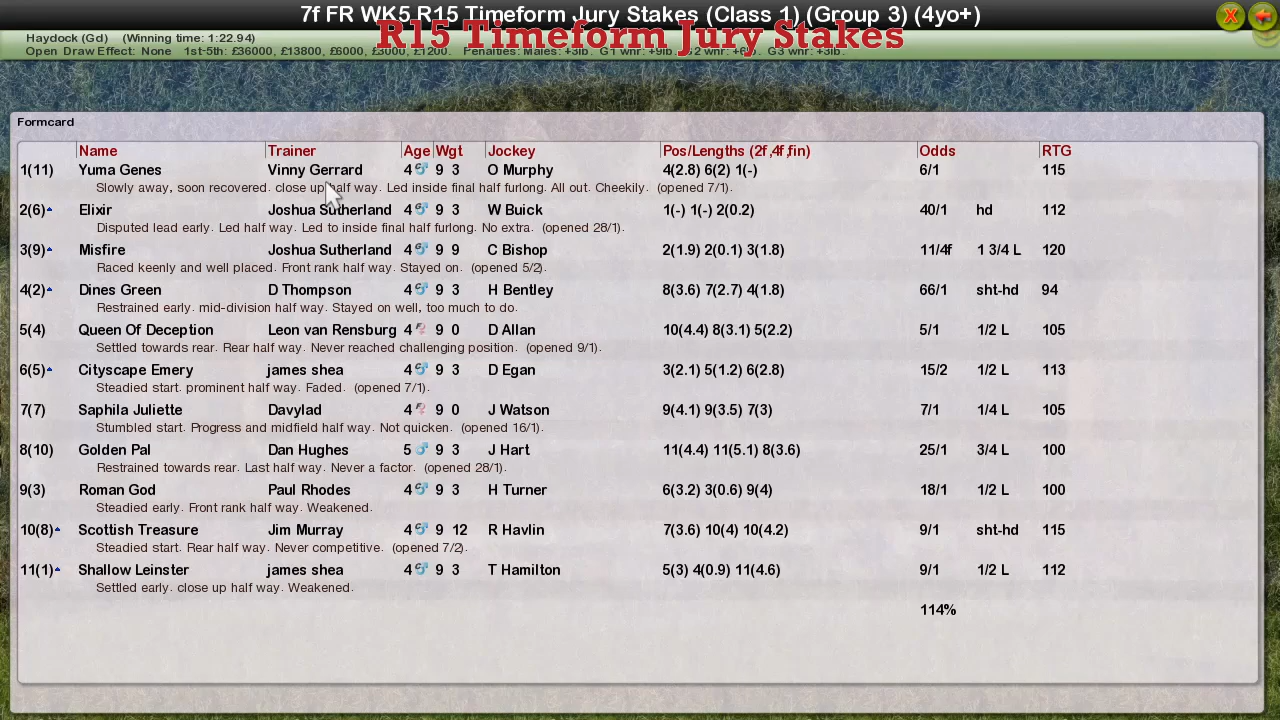 7f FR WK5 R15 Timeform Jury Stakes (Class 1) (Group 3) (4yo+)
R15 Timeform Jury Stakes
Haydock (Gd) (Winning time: 1:22.94)
Open Draw Effect: None 1st-5th: £36000, £13800, £6000, £3000, £1200. Penalties: Males: +3lb. G1 wnr: +9lb. G2 wnr: +6lb. G3 wnr: +3lb.
Formcard
Name Trainer Age Wgt Jockey Pos/Lengths (2f,4f,fin) Odds RTG
1(11) Yuma Genes Vinny Gerrard 4 9 3 O Murphy 4(2.8) 6(2) 1(-) 6/1 115
Slowly away, soon recovered. close up half way. Led inside final half furlong. All out. Cheekily. (opened 7/1).
2(6) Elixir Joshua Sutherland 4 9 3 W Buick 1(-) 1(-) 2(0.2) 40/1 hd 112
Disputed lead early. Led half way. Led to inside final half furlong. No extra. (opened 28/1).
3(9) Misfire Joshua Sutherland 4 9 9 C Bishop 2(1.9) 2(0.1) 3(1.8) 11/4f 1 3/4 L 120
Raced keenly and well placed. Front rank half way. Stayed on. (opened 5/2).
4(2) Dines Green D Thompson 4 9 3 H Bentley 8(3.6) 7(2.7) 4(1.8) 66/1 sht-hd 94
Restrained early. mid-division half way. Stayed on well, too much to do.
5(4) Queen Of Deception Leon van Rensburg 4 9 0 D Allan 10(4.4) 8(3.1) 5(2.2) 5/1 1/2 L 105
Settled towards rear. Rear half way. Never reached challenging position. (opened 9/1).
6(5) Cityscape Emery james shea 4 9 3 D Egan 3(2.1) 5(1.2) 6(2.8) 15/2 1/2 L 113
Steadied start. prominent half way. Faded. (opened 7/1).
7(7) Saphila Juliette Davylad 4 9 0 J Watson 9(4.1) 9(3.5) 7(3) 7/1 1/4 L 105
Stumbled start. Progress and midfield half way. Not quicken. (opened 16/1).
8(10) Golden Pal Dan Hughes 5 9 3 J Hart 11(4.4) 11(5.1) 8(3.6) 25/1 3/4 L 100
Restrained towards rear. Last half way. Never a factor. (opened 28/1).
9(3) Roman God Paul Rhodes 4 9 3 H Turner 6(3.2) 3(0.6) 9(4) 18/1 1/2 L 100
Steadied early. Front rank half way. Weakened.
10(8) Scottish Treasure Jim Murray 4 9 12 R Havlin 7(3.6) 10(4) 10(4.2) 9/1 sht-hd 115
Steadied start. Rear half way. Never competitive. (opened 7/2).
11(1) Shallow Leinster james shea 4 9 3 T Hamilton 5(3) 4(0.9) 11(4.6) 9/1 1/2 L 112
Settled early. close up half way. Weakened.
114%